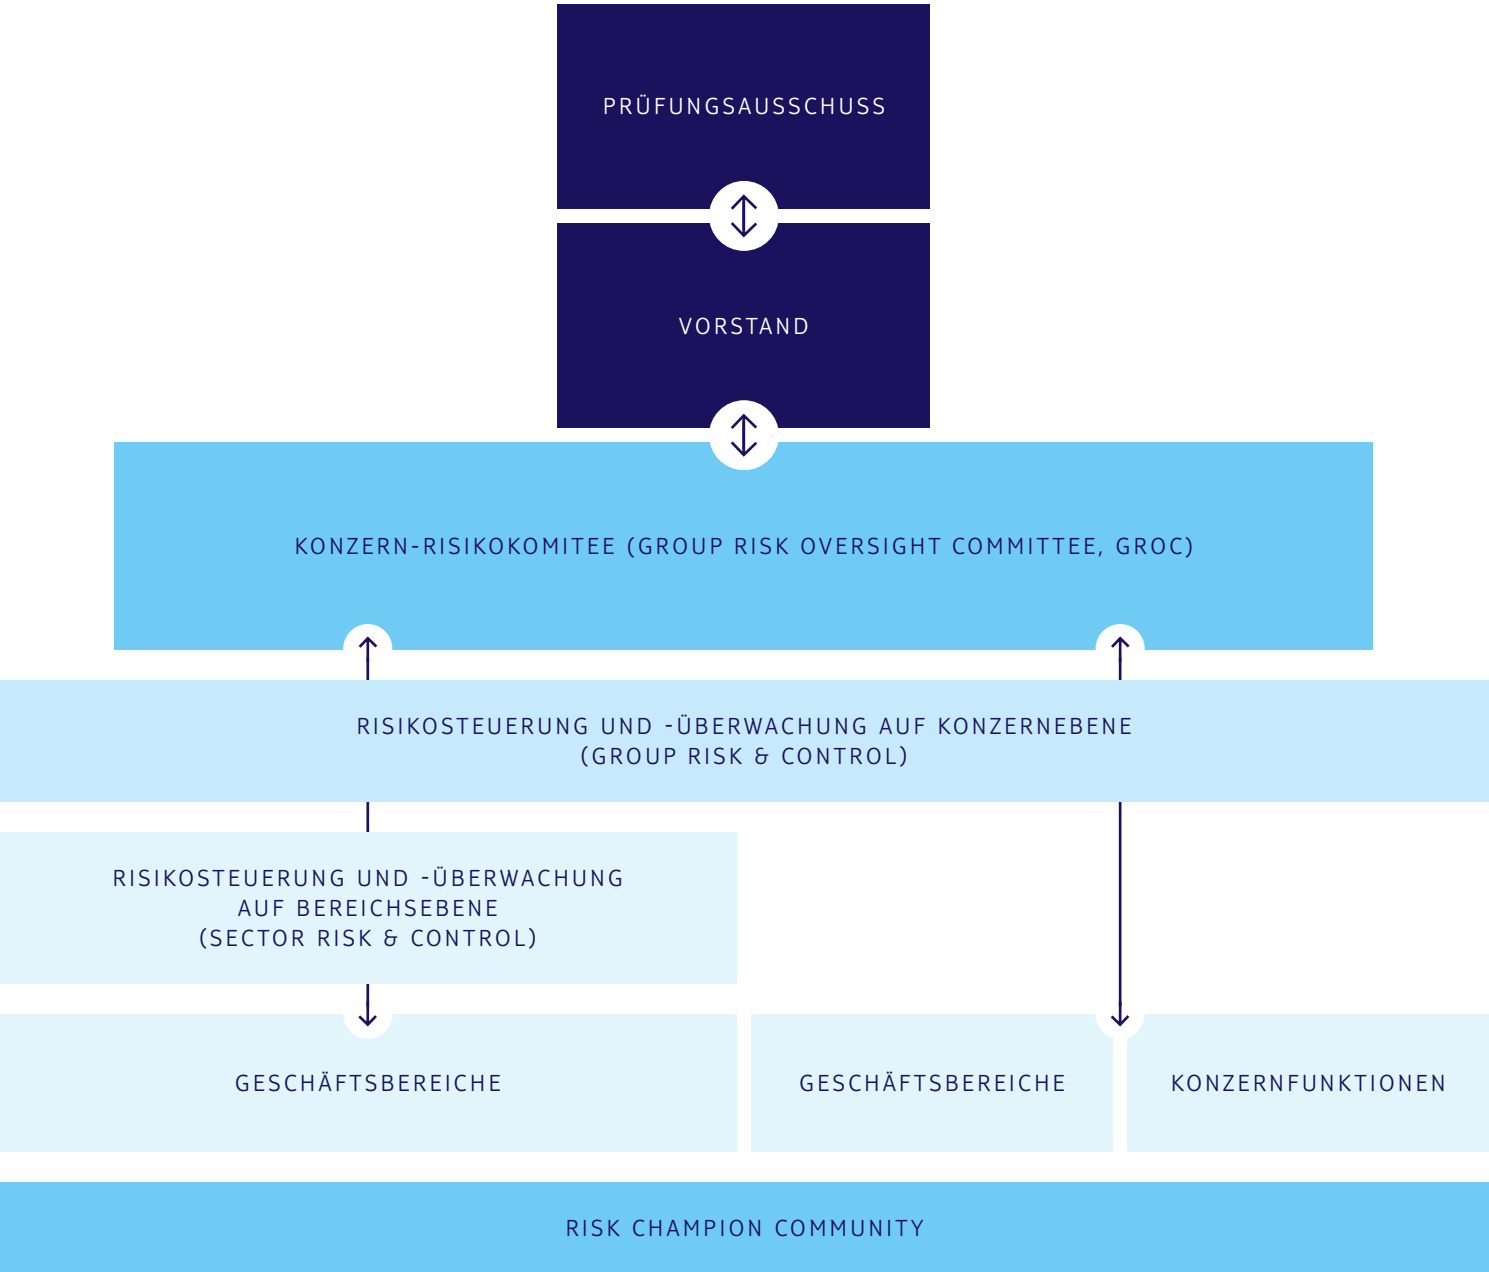 PRÜFUNGSAUSSCHUSS
VORSTAND
KONZERN-RISIKOKOMITEE (GROUP RISK OVERSIGHT COMMITTEE, GROC)
RISIKOSTEUERUNG UND -ÜBERWACHUNG AUF KONZERNEBENE
(GROUP RISK & CONTROL)
RISIKOSTEUERUNG UND -ÜBERWACHUNG
AUF BEREICHSEBENE
(SECTOR RISK & CONTROL)
GESCHÄFTSBEREICHE
GESCHÄFTSBEREICHE
KONZERNFUNKTIONEN
RISK CHAMPION COMMUNITY